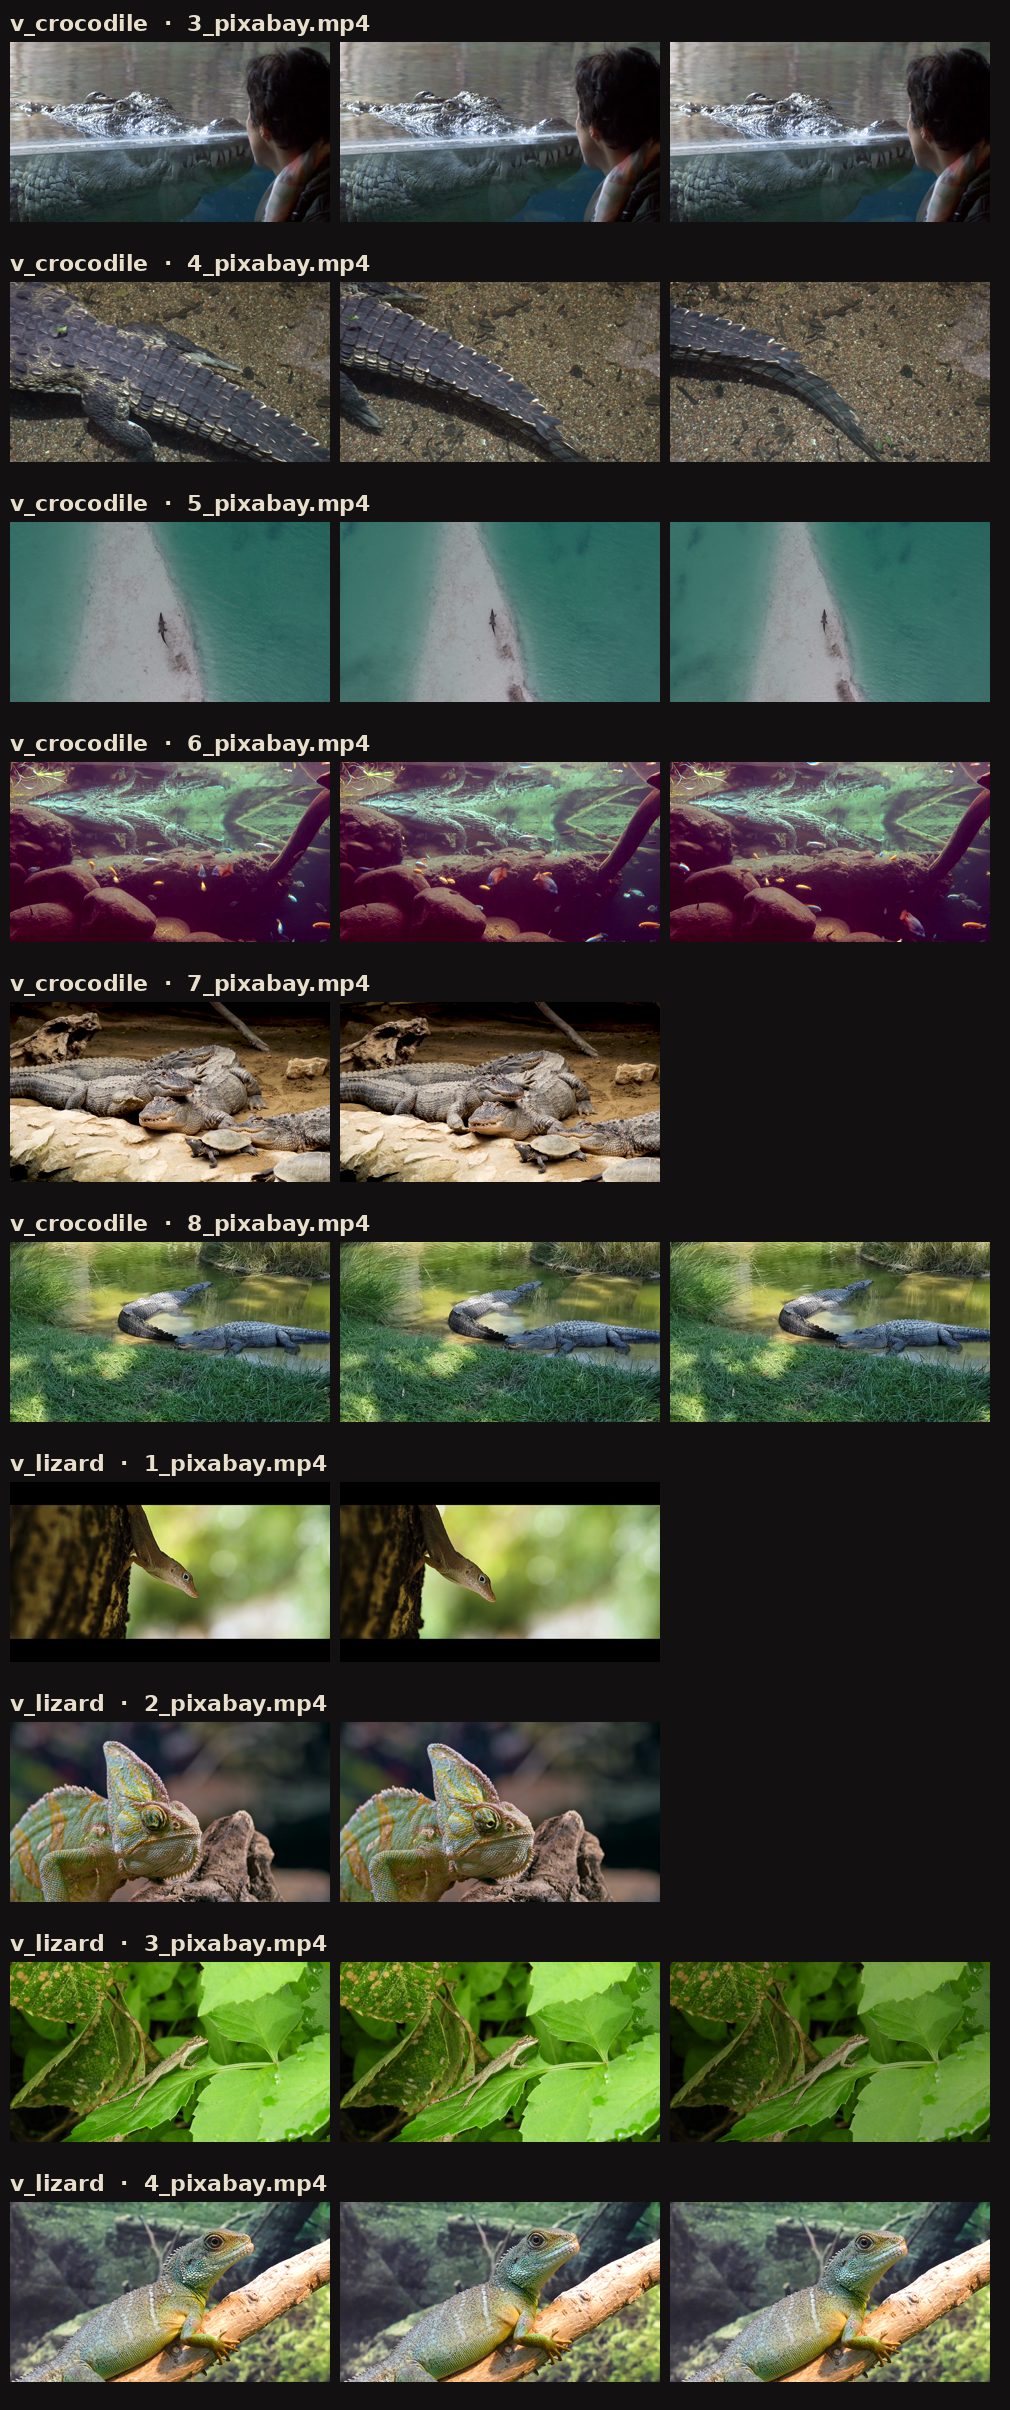 v_crocodile · 3_pixabay.mp4
v_crocodile · 4_pixabay.mp4
v_crocodile · 5_pixabay.mp4
v_crocodile · 6_pixabay.mp4
v_crocodile · 7_pixabay.mp4
v_crocodile · 8_pixabay.mp4
v_lizard · 1_pixabay.mp4
v_lizard · 2_pixabay.mp4
v_lizard · 3_pixabay.mp4
v_lizard · 4_pixabay.mp4